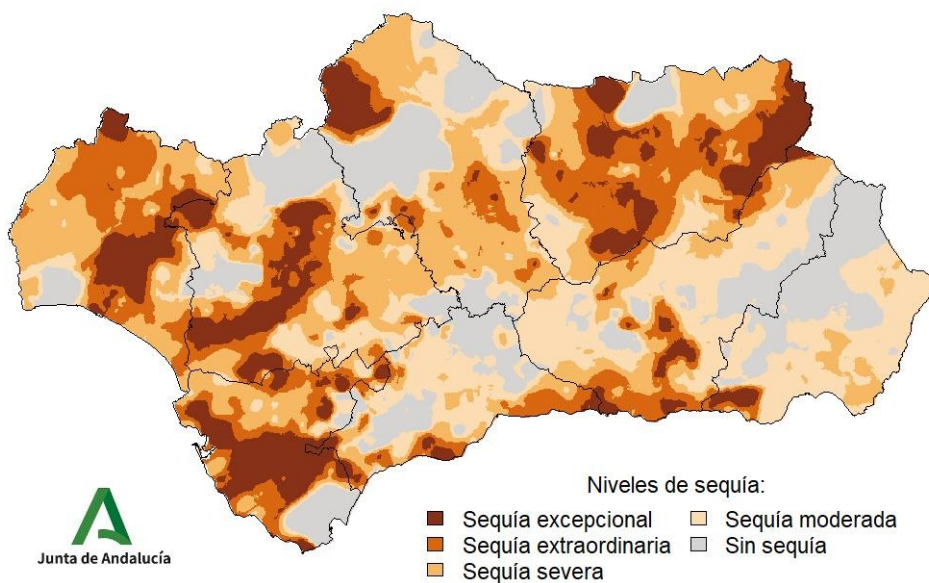 Niveles de sequía:
Sequía excepcional
Sequía extraordinaria
Sequía severa
Sequía moderada
Sin sequía
Junta de Andalucía